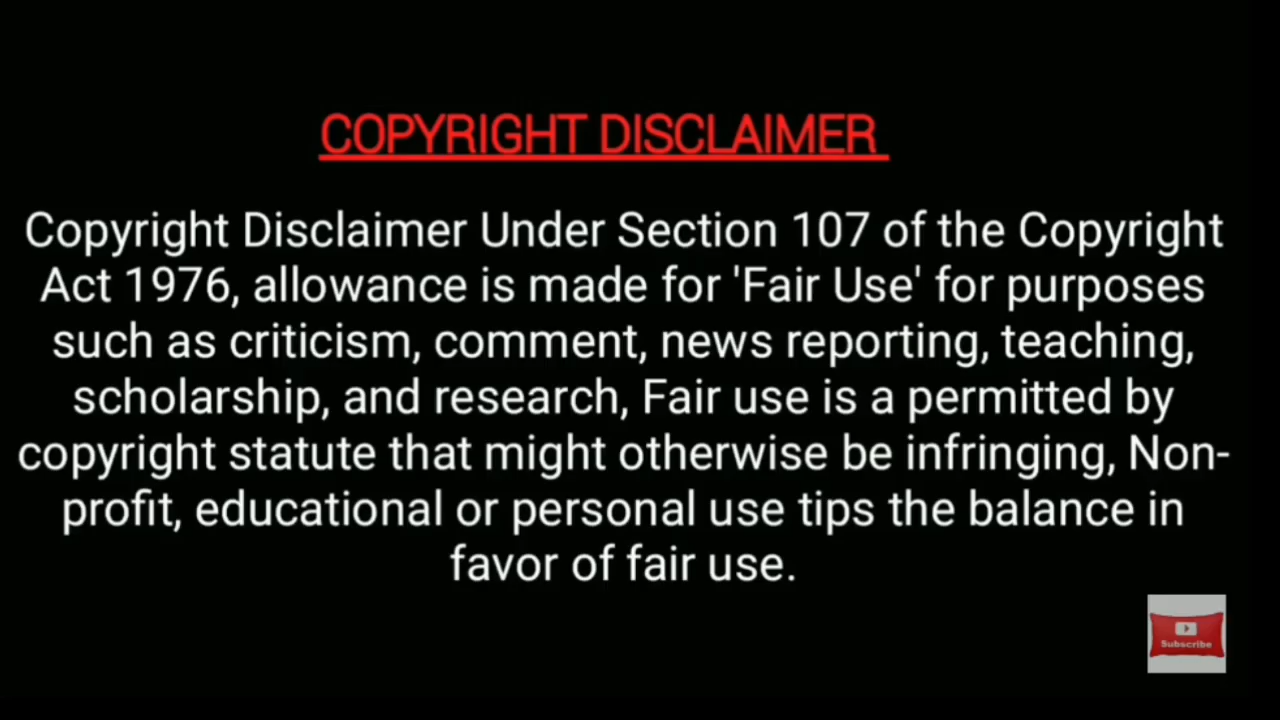 COPYRIGHT DISCLAIMER
Copyright Disclaimer Under Section 107 of the Copyright
Act 1976, allowance is made for 'Fair Use' for purposes
such as criticism, comment, news reporting, teaching,
scholarship, and research, Fair use is a permitted by
copyright statute that might otherwise be infringing, Non-
profit, educational or personal use tips the balance in
favor of fair use.
Subscribe